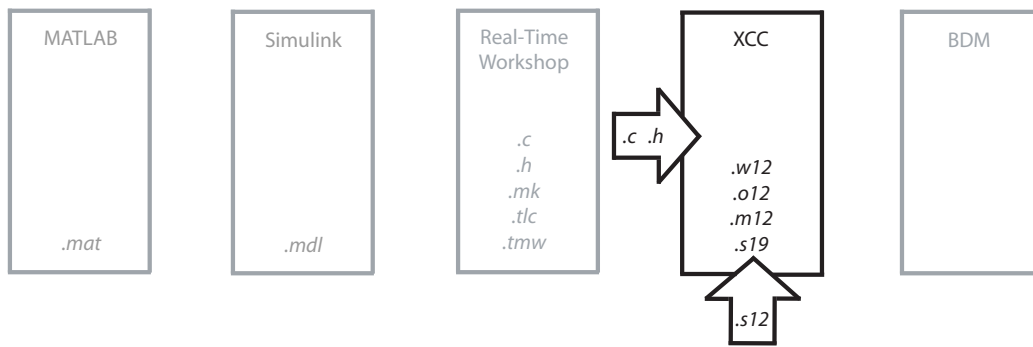 MATLAB
.mat
Simulink
.mdl
Real-Time
Workshop
.c
.h
.mk
.tlc
.tmw
.c .h
XCC
.w12
.o12
.m12
.s19
.s12
BDM